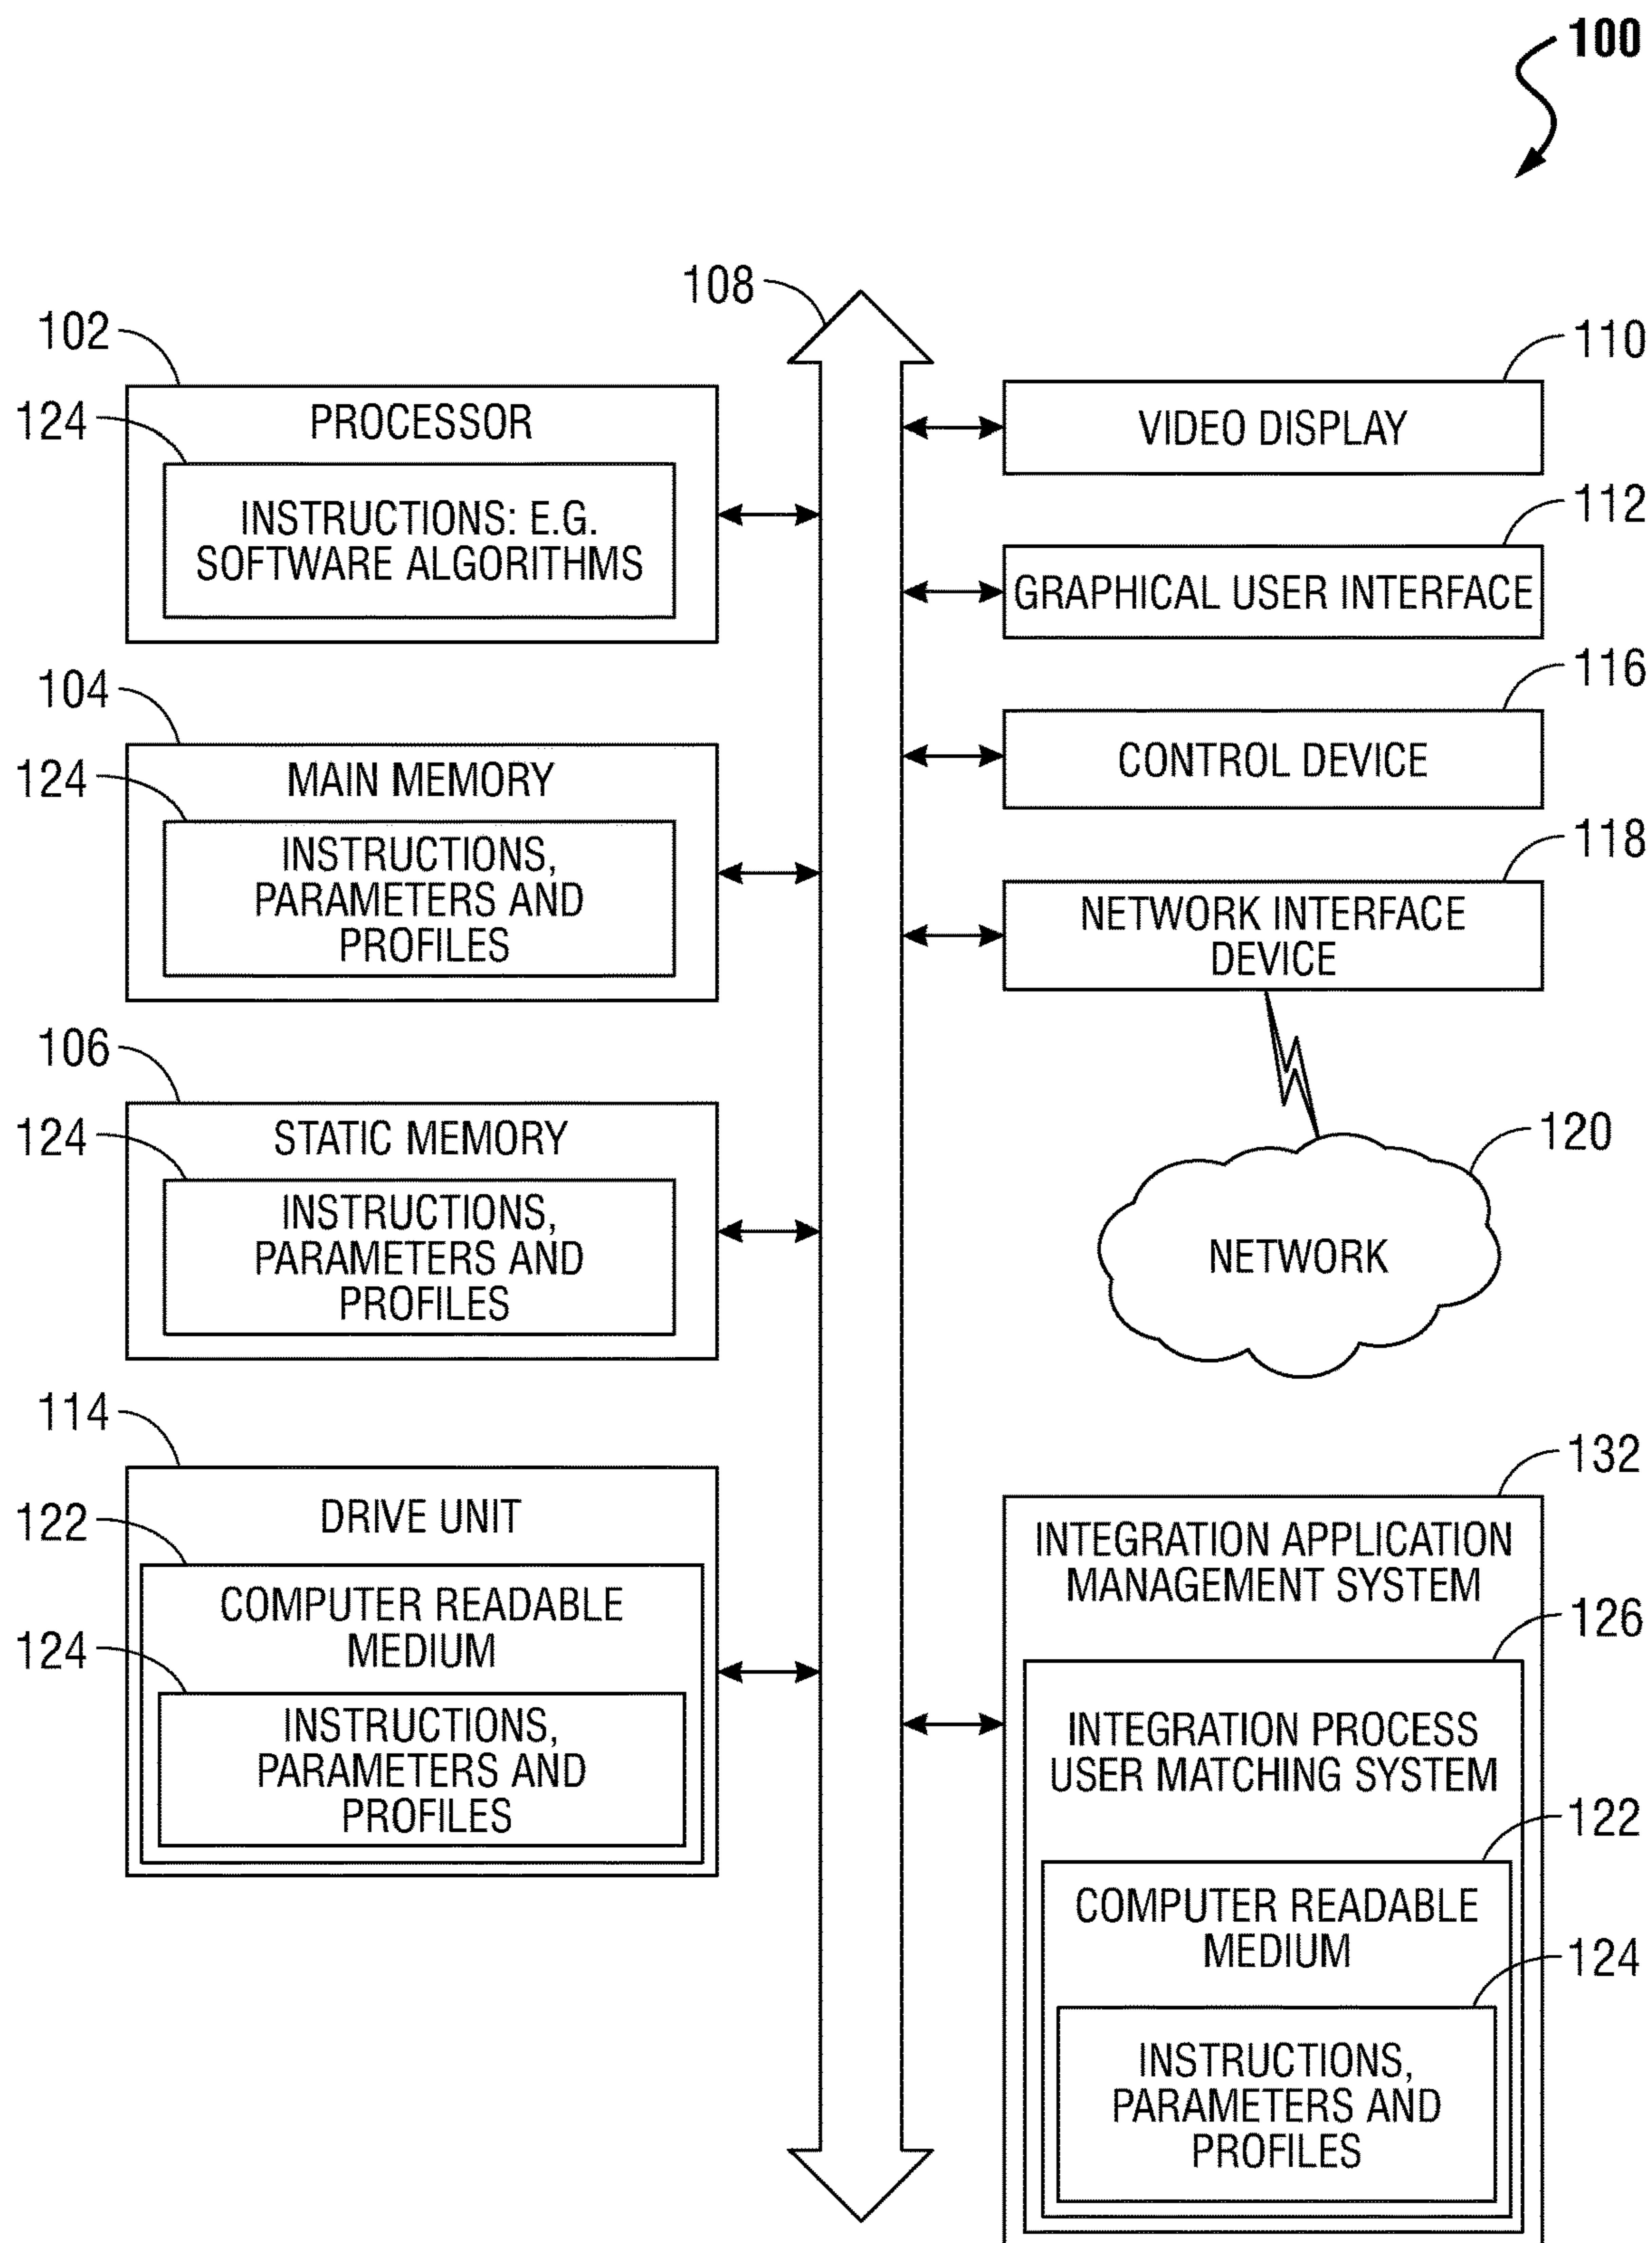 100
108
102
124
PROCESSOR
INSTRUCTIONS: E.G.
SOFTWARE ALGORITHMS
104
124
MAIN MEMORY
INSTRUCTIONS,
PARAMETERS AND
PROFILES
106
124
STATIC MEMORY
INSTRUCTIONS,
PARAMETERS AND
PROFILES
114
DRIVE UNIT
122
COMPUTER READABLE
MEDIUM
124
INSTRUCTIONS,
PARAMETERS AND
PROFILES
110
VIDEO DISPLAY
112
GRAPHICAL USER INTERFACE
116
CONTROL DEVICE
118
NETWORK INTERFACE
DEVICE
120
NETWORK
132
INTEGRATION APPLICATION
MANAGEMENT SYSTEM
126
INTEGRATION PROCESS
USER MATCHING SYSTEM
122
COMPUTER READABLE
MEDIUM
124
INSTRUCTIONS,
PARAMETERS AND
PROFILES